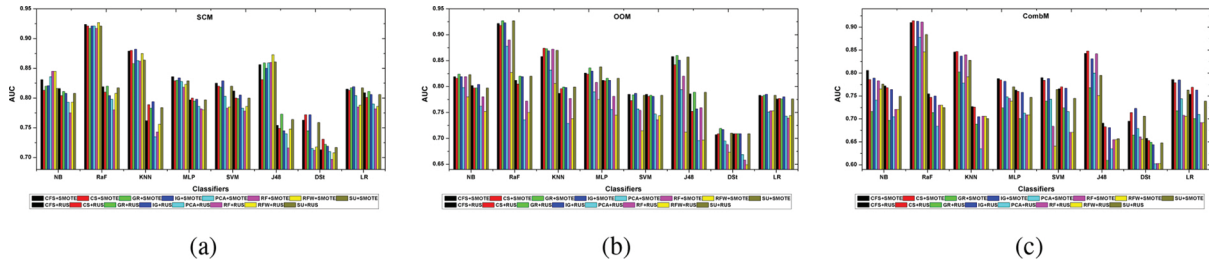 SCM
AUC
0.95
0.90
0.85
0.80
0.75
0.70
NB RaF KNN MLP SVM J48 DSt LR
Classifiers
CFS+SMOTE CS+SMOTE GR+SMOTE IG+SMOTE PCA+SMOTE RF+SMOTE RFW+SMOTE SU+SMOTE
CFS+RUS CS+RUS GR+RUS IG+RUS PCA+RUS RF+RUS RFW+RUS SU+RUS
(a)
OOM
AUC
0.95
0.90
0.85
0.80
0.75
0.70
0.65
NB RaF KNN MLP SVM J48 DSt LR
Classifiers
CFS+SMOTE CS+SMOTE GR+SMOTE IG+SMOTE PCA+SMOTE RF+SMOTE RFW+SMOTE SU+SMOTE
CFS+RUS CS+RUS GR+RUS IG+RUS PCA+RUS RF+RUS RFW+RUS SU+RUS
(b)
CombM
AUC
0.90
0.85
0.80
0.75
0.70
0.65
0.60
NB RaF KNN MLP SVM J48 DSt LR
Classifiers
CFS+SMOTE CS+SMOTE GR+SMOTE IG+SMOTE PCA+SMOTE RF+SMOTE RFW+SMOTE SU+SMOTE
CFS+RUS CS+RUS GR+RUS IG+RUS PCA+RUS RF+RUS RFW+RUS SU+RUS
(c)